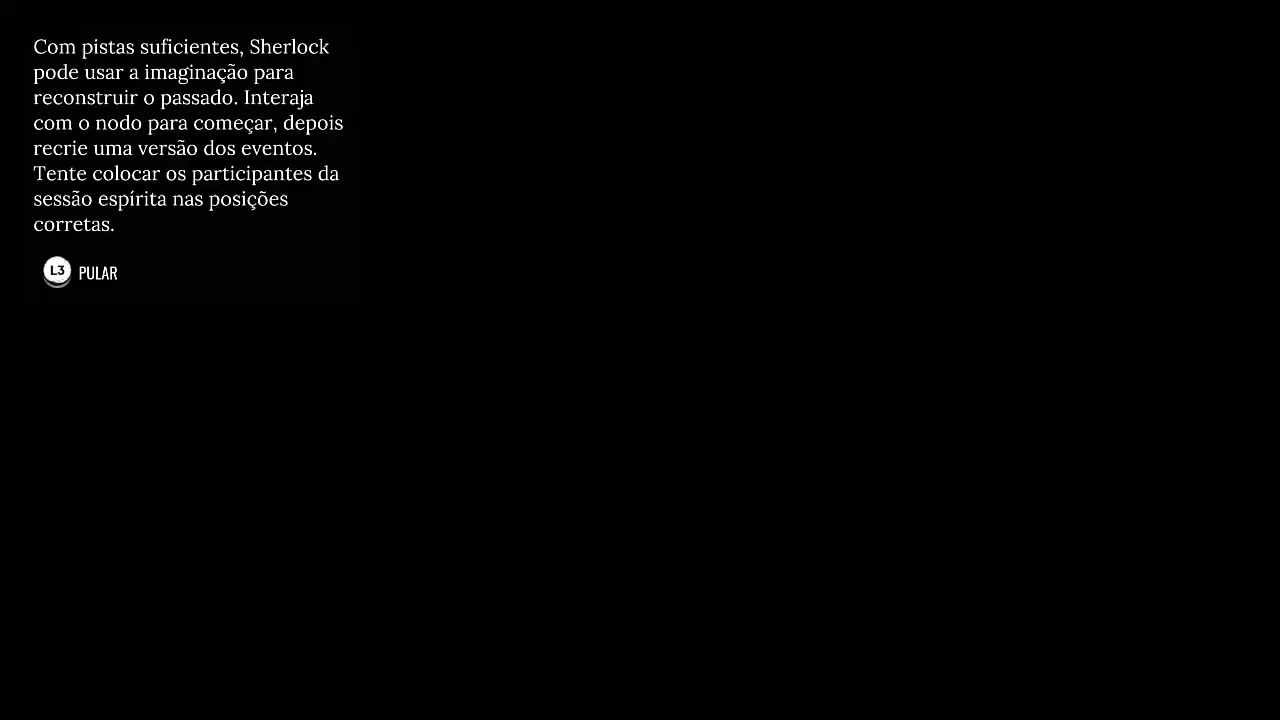 Com pistas suficientes, Sherlock
pode usar a imaginação para
reconstruir o passado. Interaja
com o nodo para começar, depois
recrie uma versão dos eventos.
Tente colocar os participantes da
sessão espírita nas posições
corretas.
L3 PULAR